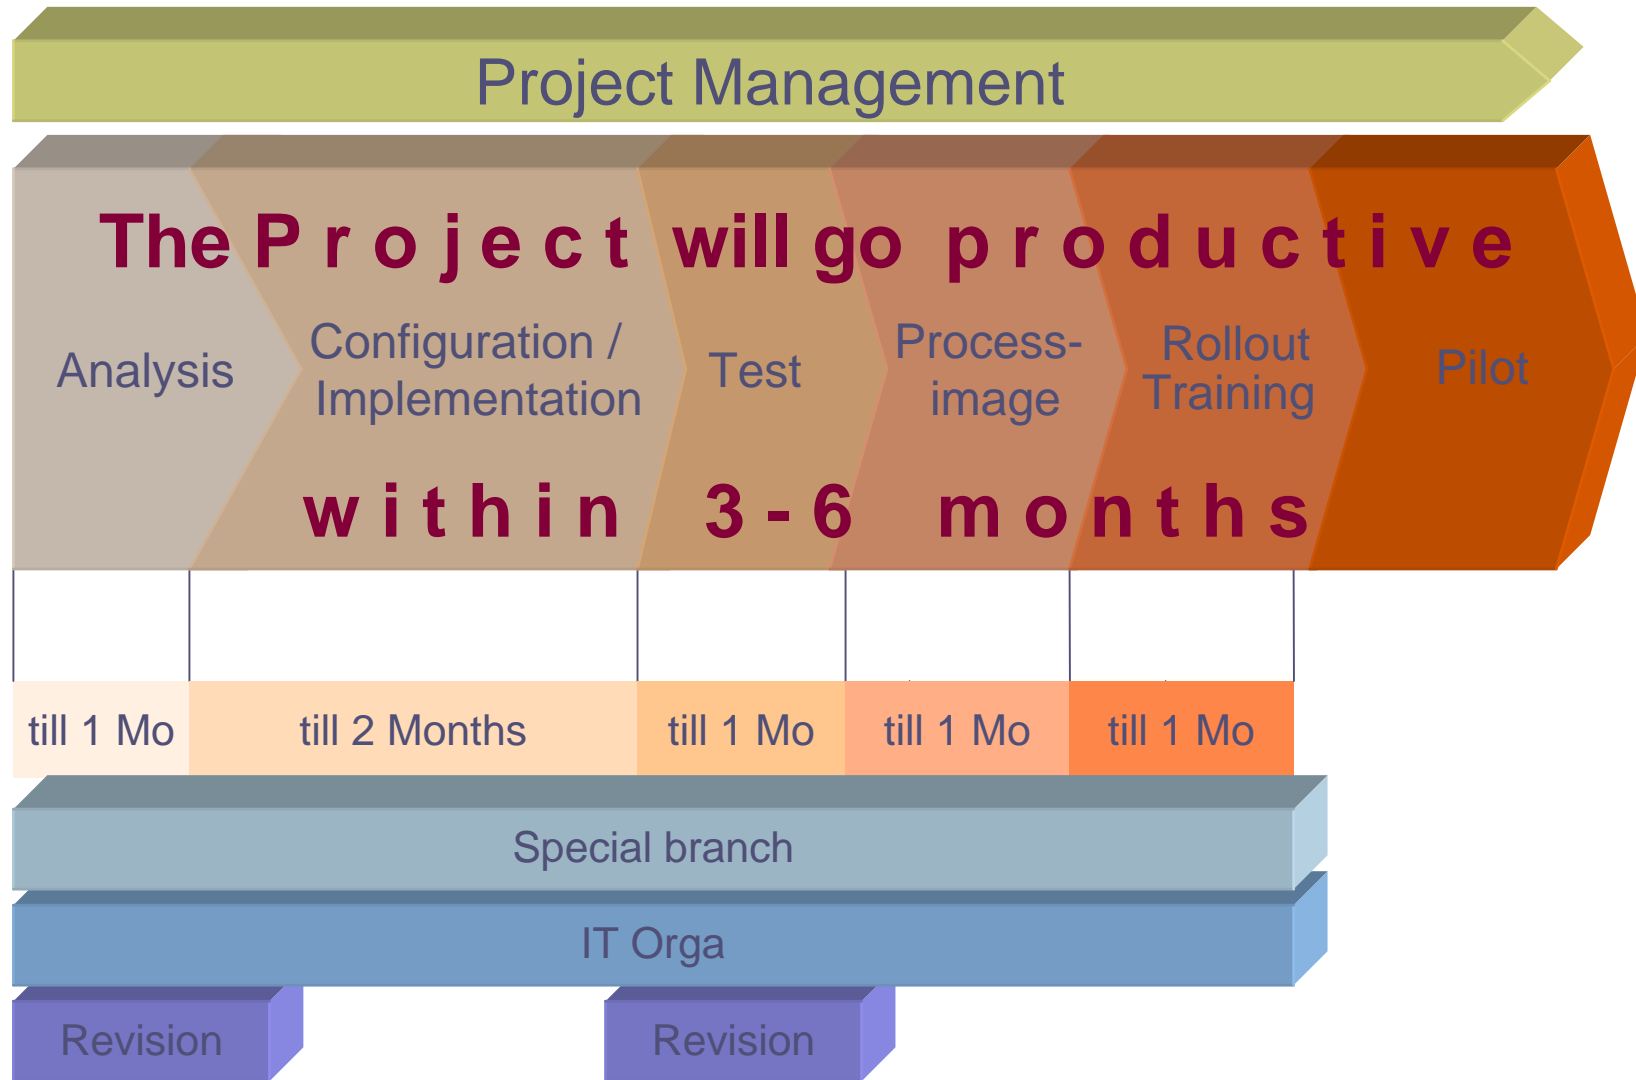 Project Management
The Project will go productive
Analysis
Configuration /
Implementation
Test
Process-
image
Rollout
Training
Pilot
within 3-6 months
till 1 Mo
till 2 Months
till 1 Mo
till 1 Mo
till 1 Mo
Special branch
IT Orga
Revision
Revision